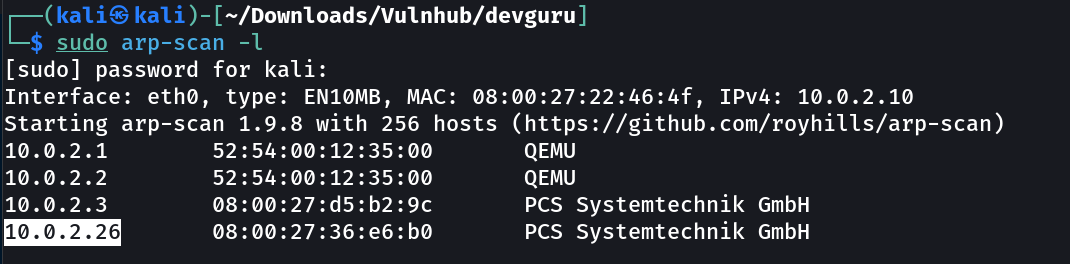 ┌──(kali㉿kali)-[~/Downloads/Vulnhub/devguru]
└─$ sudo arp-scan -l
[sudo] password for kali:
Interface: eth0, type: EN10MB, MAC: 08:00:27:22:46:4f, IPv4: 10.0.2.10
Starting arp-scan 1.9.8 with 256 hosts (https://github.com/royhills/arp-scan)
10.0.2.1 52:54:00:12:35:00 QEMU
10.0.2.2 52:54:00:12:35:00 QEMU
10.0.2.3 08:00:27:d5:b2:9c PCS Systemtechnik GmbH
10.0.2.26 08:00:27:36:e6:b0 PCS Systemtechnik GmbH